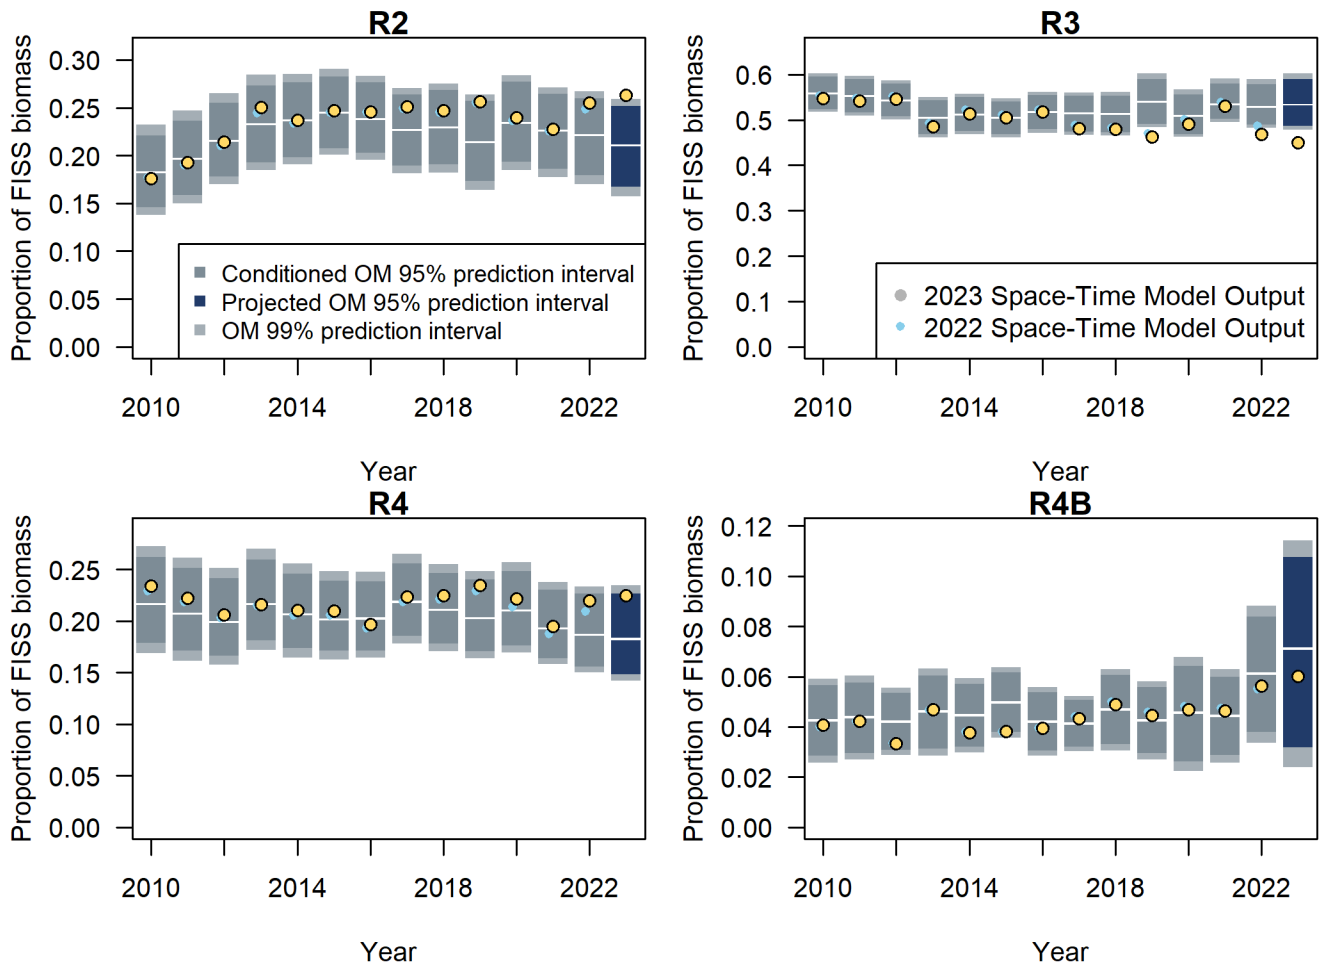 R2
Proportion of FISS biomass
0.30
0.25
0.20
0.15
0.10
0.05
0.00
Conditioned OM 95% prediction interval
Projected OM 95% prediction interval
OM 99% prediction interval
2010 2014 2018 2022
Year
R3
Proportion of FISS biomass
0.6
0.5
0.4
0.3
0.2
0.1
0.0
2023 Space-Time Model Output
2022 Space-Time Model Output
2010 2014 2018 2022
Year
R4
Proportion of FISS biomass
0.25
0.20
0.15
0.10
0.05
0.00
2010 2014 2018 2022
Year
R4B
Proportion of FISS biomass
0.12
0.10
0.08
0.06
0.04
0.02
0.00
2010 2014 2018 2022
Year